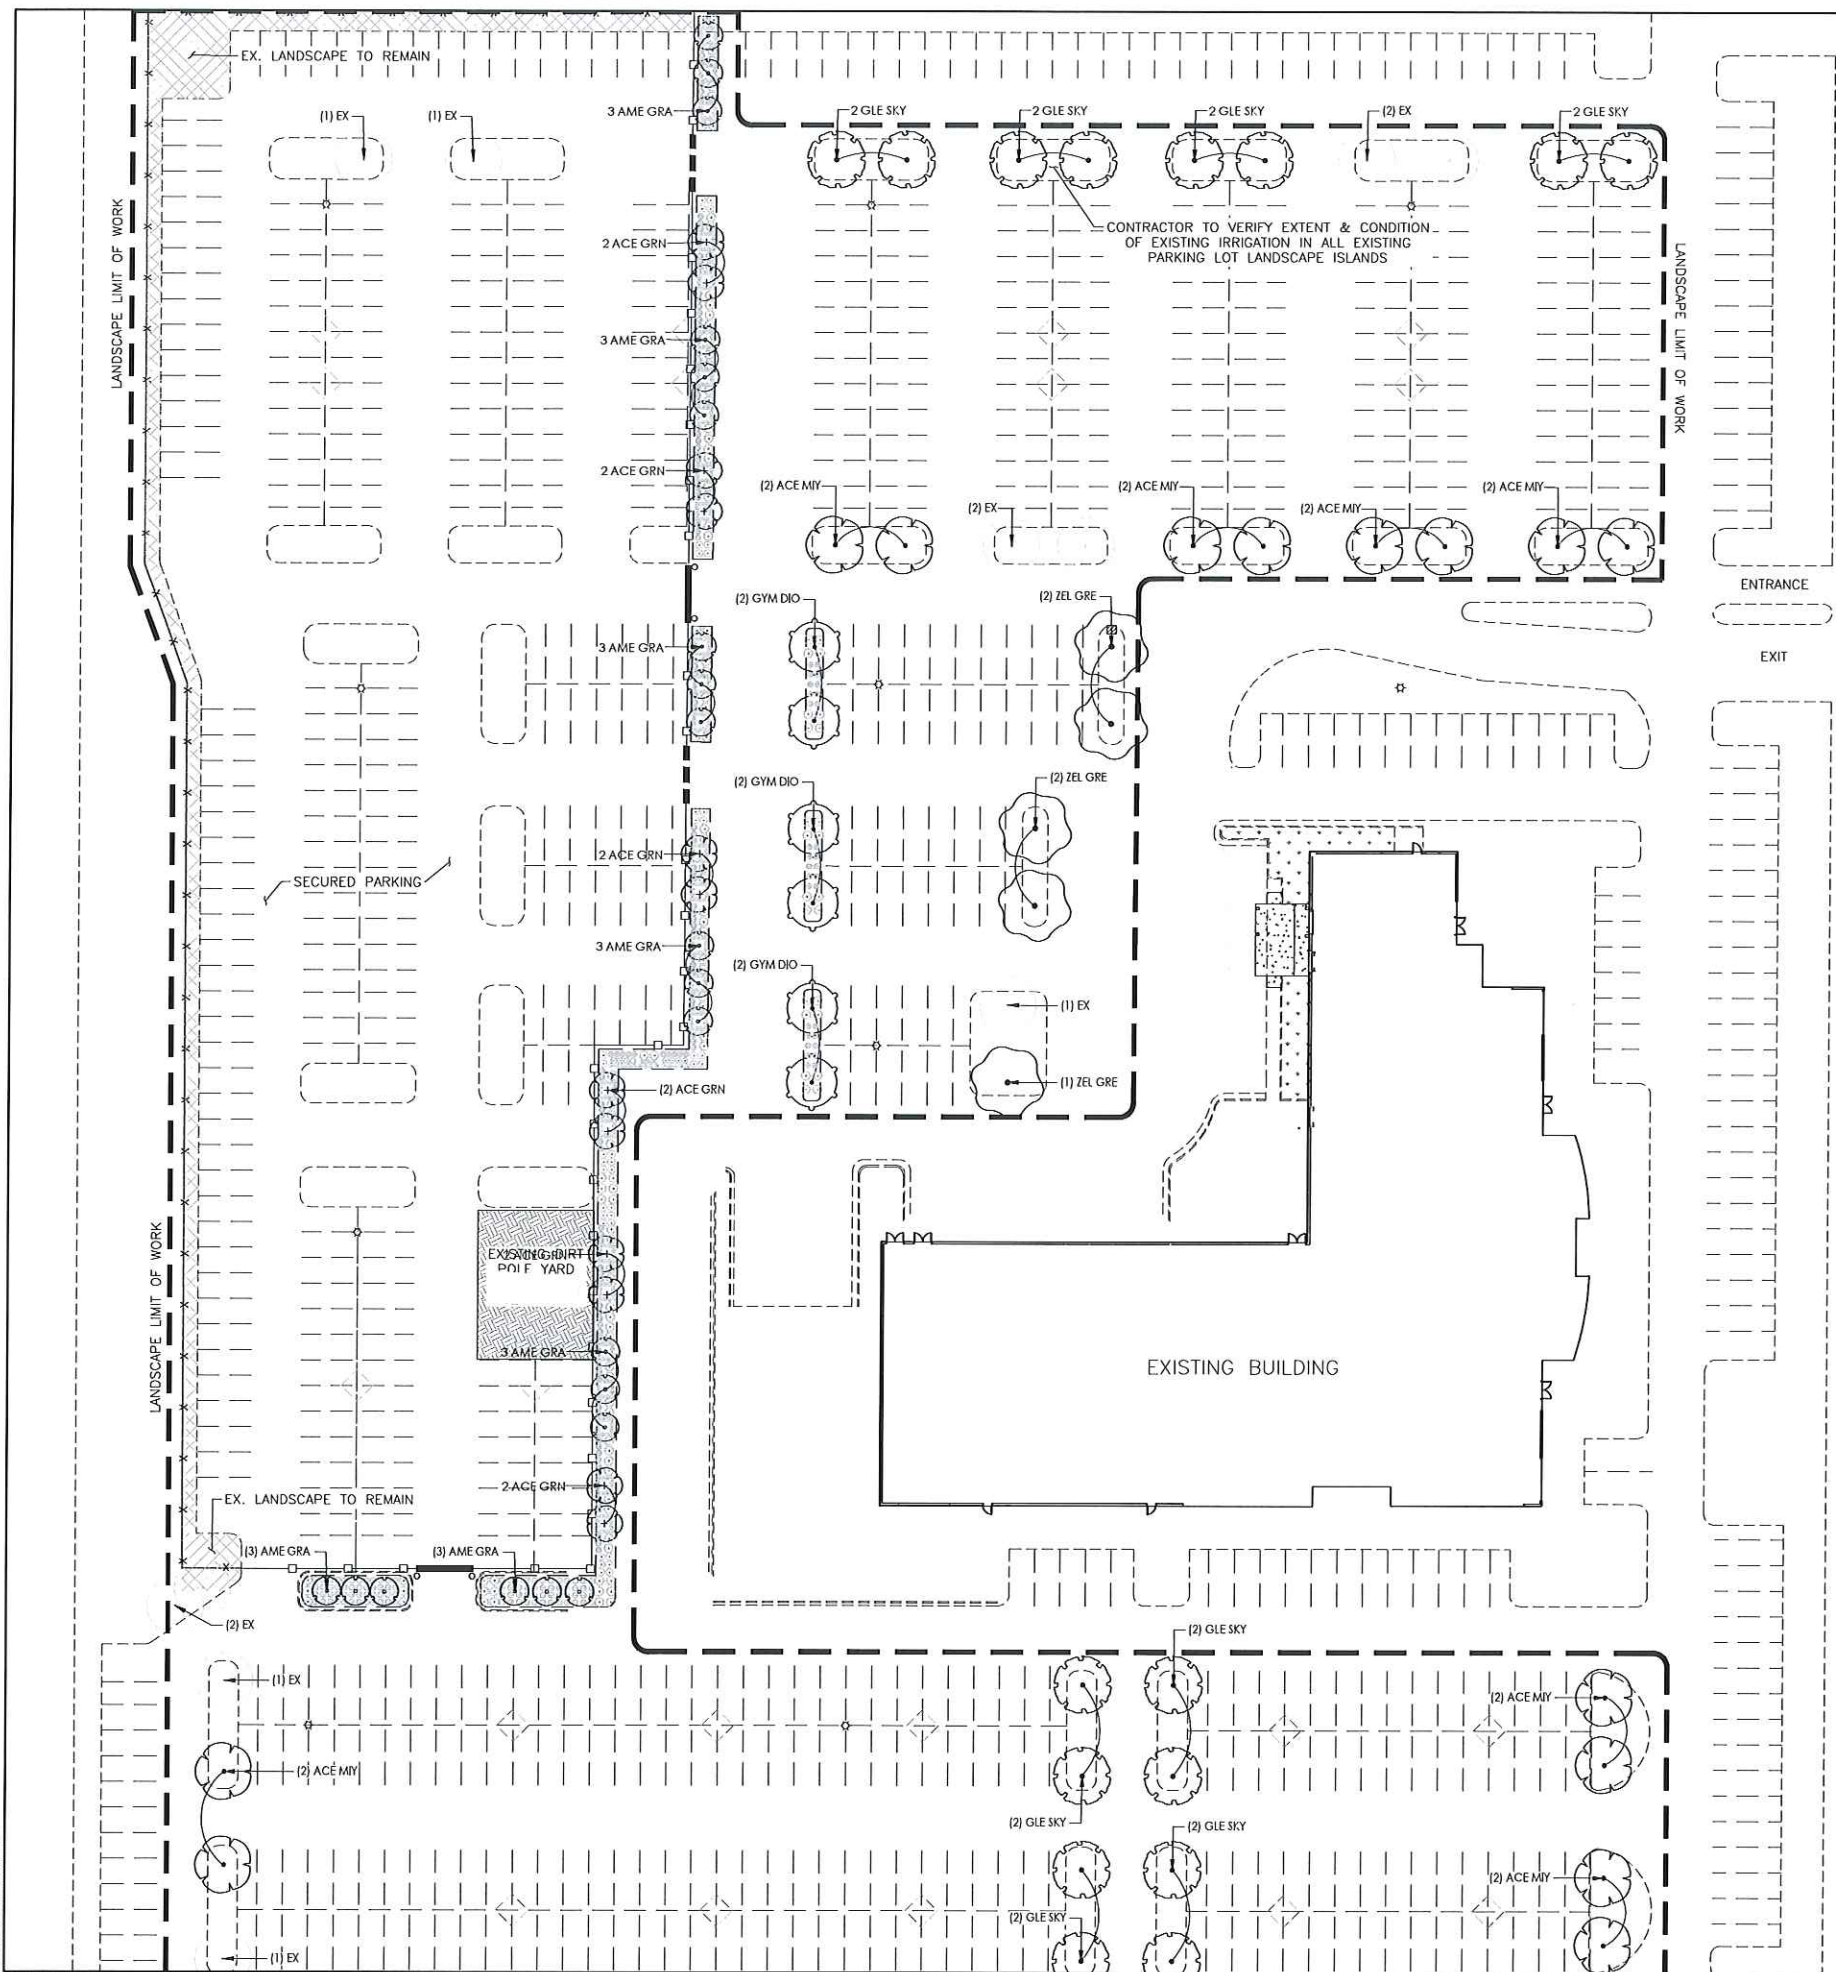 EX. LANDSCAPE TO REMAIN
(1) EX
(1) EX
3 AME GRA
2 GLE SKY
2 GLE SKY
2 GLE SKY
(2) EX
2 GLE SKY
LANDSCAPE LIMIT OF WORK
2 ACE GRN
CONTRACTOR TO VERIFY EXTENT & CONDITION
OF EXISTING IRRIGATION IN ALL EXISTING
PARKING LOT LANDSCAPE ISLANDS
LANDSCAPE LIMIT OF WORK
3 AME GRA
2 ACE GRN
(2) ACE MIY
(2) EX
(2) ACE MIY
(2) ACE MIY
(2) ACE MIY
ENTRANCE
(2) GYM DIO
(2) ZEL GRE
3 AME GRA
EXIT
(2) GYM DIO
(2) ZEL GRE
2 ACE GRN
SECURED PARKING
3 AME GRA
(2) GYM DIO
(1) EX
(2) ACE GRN
(1) ZEL GRE
LANDSCAPE LIMIT OF WORK
EXISTING DIRT
POLE YARD
2 ACE GRN
3 AME GRA
EXISTING BUILDING
2 ACE GRN
EX. LANDSCAPE TO REMAIN
(3) AME GRA
(3) AME GRA
(2) EX
(2) GLE SKY
(1) EX
(2) ACE MIY
(2) ACE MIY
(2) GLE SKY
(2) GLE SKY
(2) ACE MIY
(2) GLE SKY
(1) EX